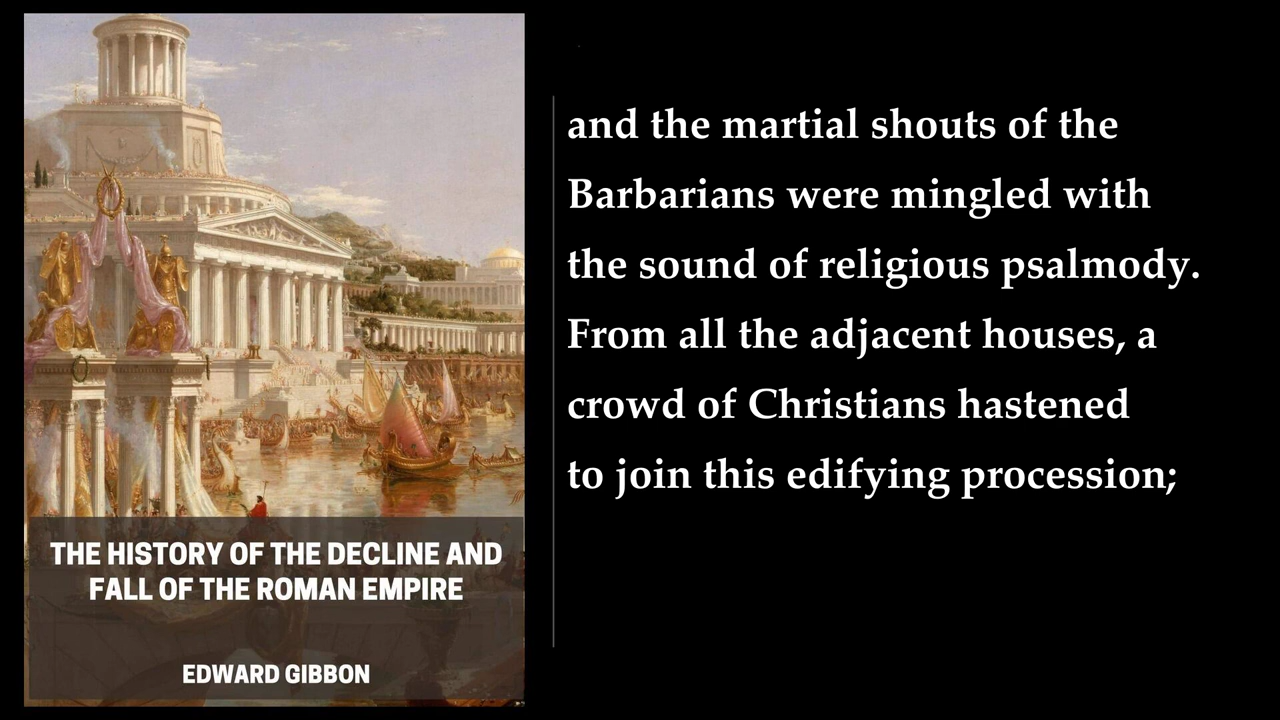 THE HISTORY OF THE DECLINE AND
FALL OF THE ROMAN EMPIRE
EDWARD GIBBON
and the martial shouts of the
Barbarians were mingled with
the sound of religious psalmody.
From all the adjacent houses, a
crowd of Christians hastened
to join this edifying procession;